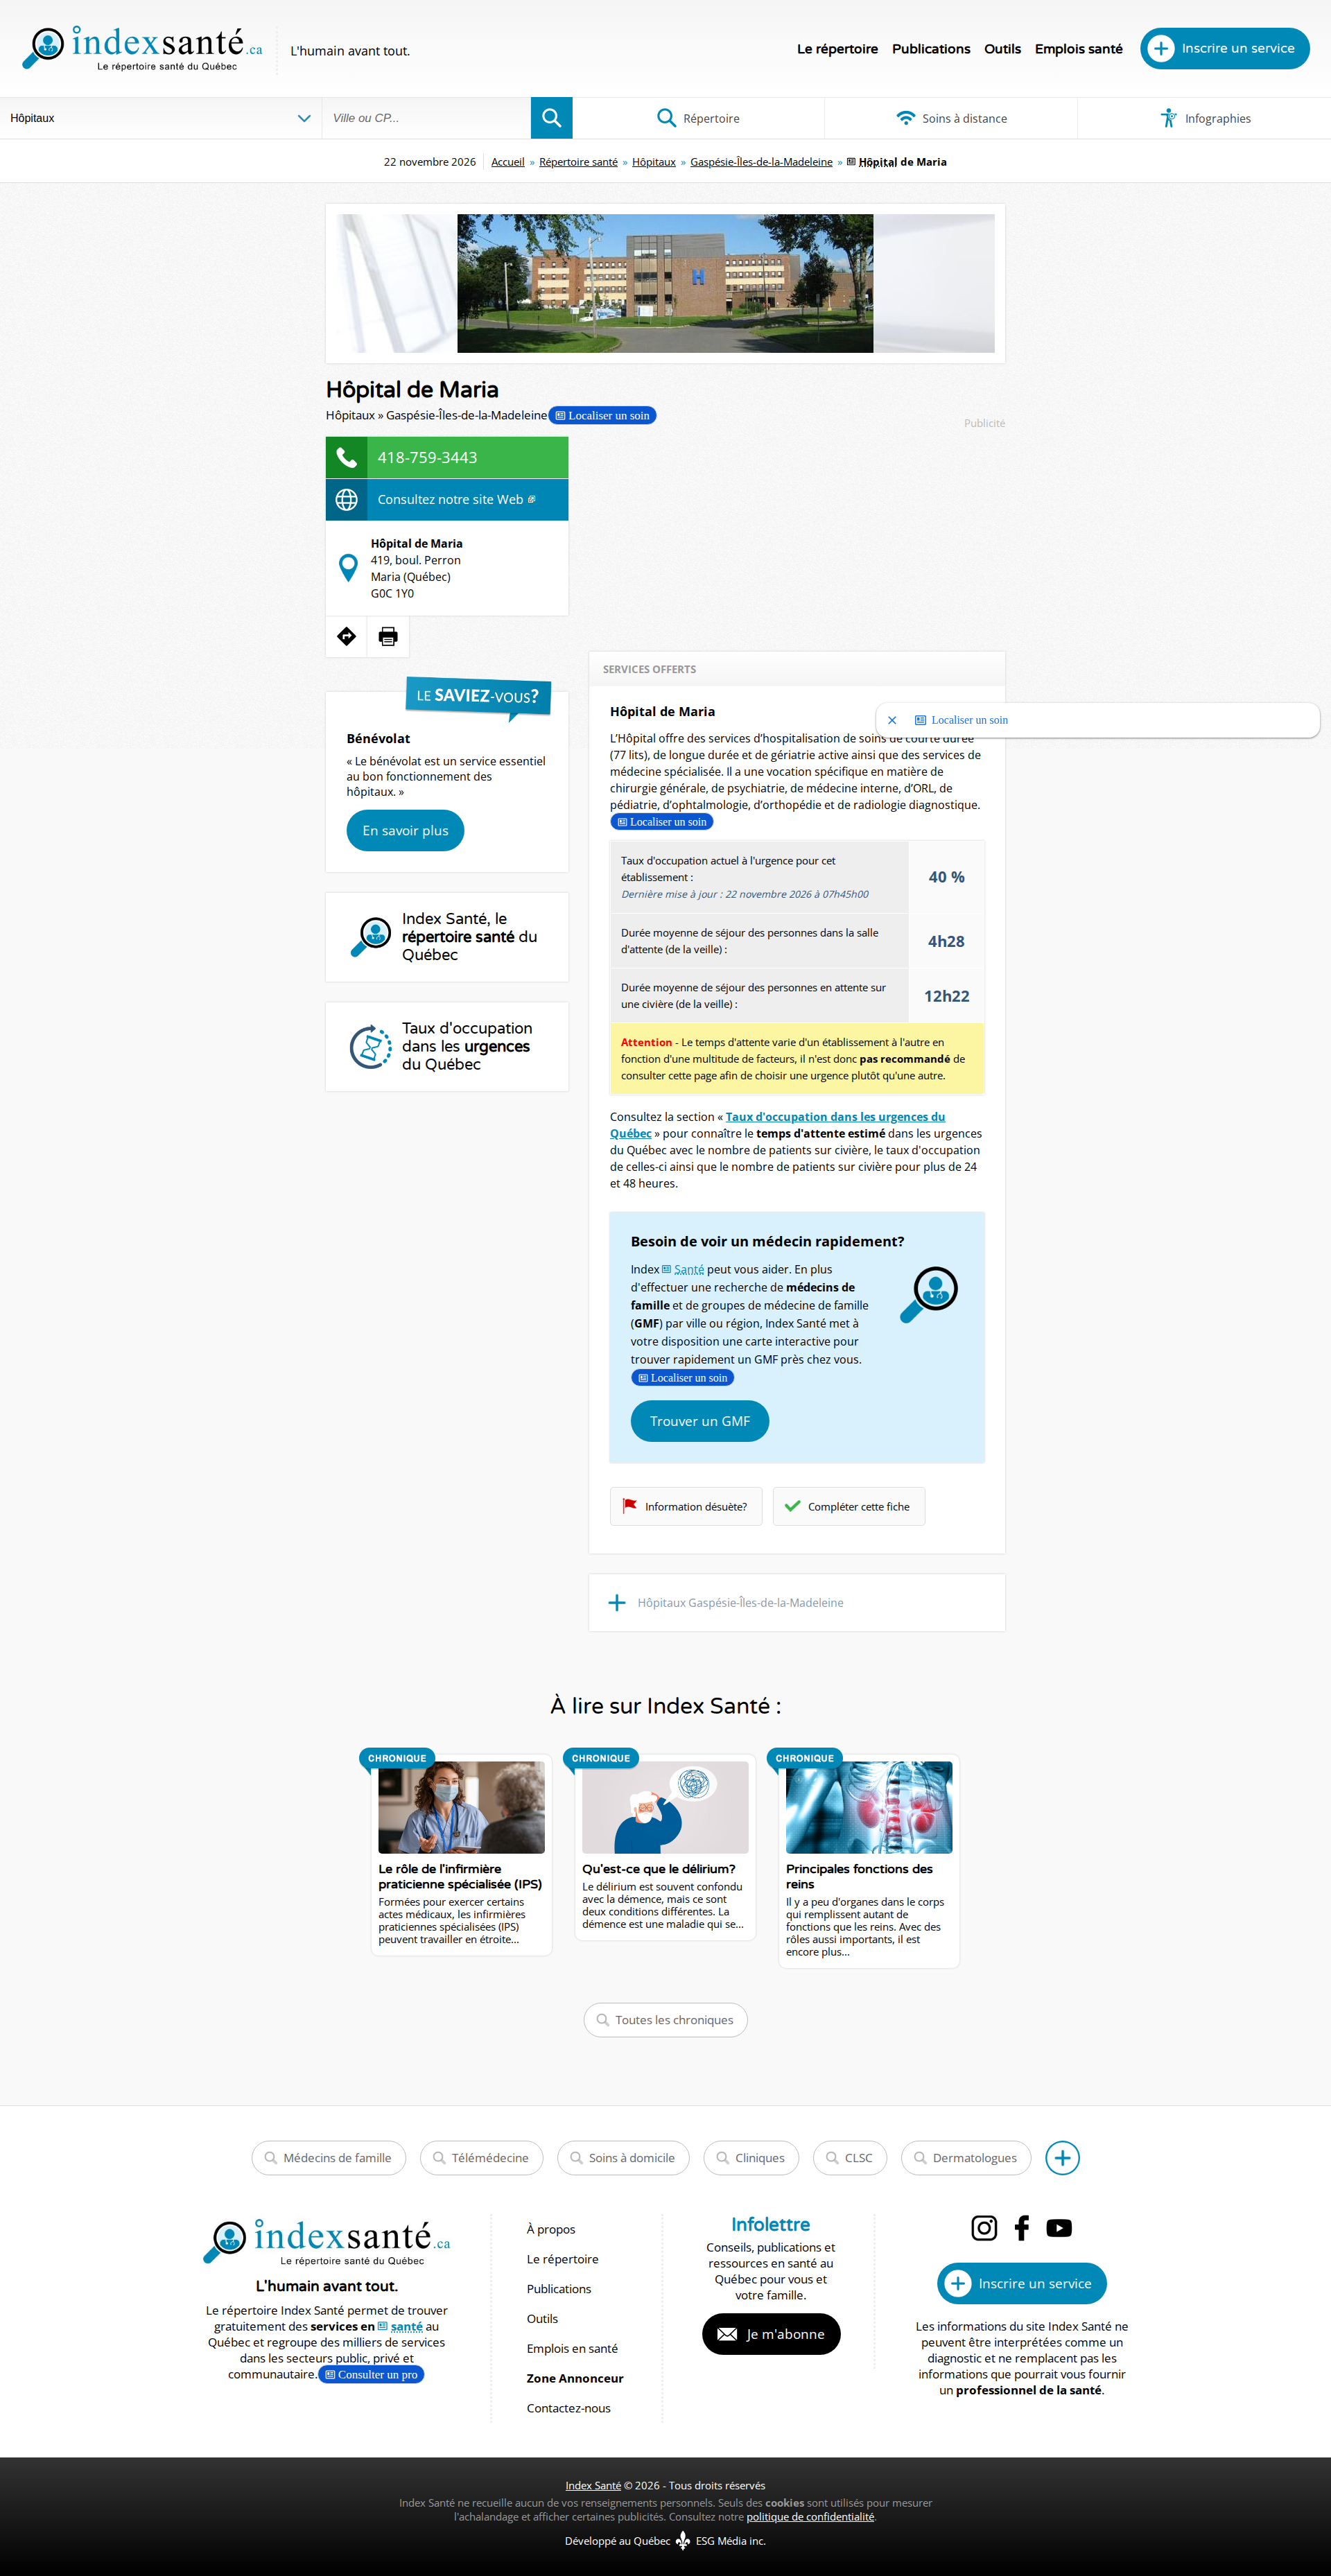 indexsanté.ca
Le répertoire santé du Québec
L'humain avant tout.
Le répertoire
Publications
Outils
Emplois santé
Inscrire un service
Hôpitaux
Ville ou CP...
Répertoire
Soins à distance
Infographies
22 novembre 2026 Accueil » Répertoire santé » Hôpitaux » Gaspésie-Îles-de-la-Madeleine » Hôpital de Maria
H
Hôpital de Maria
Hôpitaux » Gaspésie-Îles-de-la-Madeleine Localiser un soin
Publicité
418-759-3443
Consultez notre site Web
Hôpital de Maria
419, boul. Perron
Maria (Québec)
G0C 1Y0
LE SAVIEZ-VOUS?
Bénévolat
« Le bénévolat est un service essentiel
au bon fonctionnement des
hôpitaux. »
En savoir plus
Index Santé, le
répertoire santé du
Québec
Taux d'occupation
dans les urgences
du Québec
SERVICES OFFERTS
Hôpital de Maria
Localiser un soin
L'Hôpital offre des services d'hospitalisation de soins de courte durée
(77 lits), de longue durée et de gériatrie active ainsi que des services de
médecine spécialisée. Il a une vocation spécifique en matière de
chirurgie générale, de psychiatrie, de médecine interne, d'ORL, de
pédiatrie, d'ophtalmologie, d'orthopédie et de radiologie diagnostique.
Localiser un soin
Taux d'occupation actuel à l'urgence pour cet
établissement :
Dernière mise à jour : 22 novembre 2026 à 07h45h00
40 %
Durée moyenne de séjour des personnes dans la salle
d'attente (de la veille) :
4h28
Durée moyenne de séjour des personnes en attente sur
une civière (de la veille) :
12h22
Attention - Le temps d'attente varie d'un établissement à l'autre en
fonction d'une multitude de facteurs, il n'est donc pas recommandé de
consulter cette page afin de choisir une urgence plutôt qu'une autre.
Consultez la section « Taux d'occupation dans les urgences du
Québec » pour connaître le temps d'attente estimé dans les urgences
du Québec avec le nombre de patients sur civière, le taux d'occupation
de celles-ci ainsi que le nombre de patients sur civière pour plus de 24
et 48 heures.
Besoin de voir un médecin rapidement?
Index Santé peut vous aider. En plus
d'effectuer une recherche de médecins de
famille et de groupes de médecine de famille
(GMF) par ville ou région, Index Santé met à
votre disposition une carte interactive pour
trouver rapidement un GMF près chez vous.
Localiser un soin
Trouver un GMF
Information désuète?
Compléter cette fiche
Hôpitaux Gaspésie-Îles-de-la-Madeleine
À lire sur Index Santé :
CHRONIQUE
Le rôle de l'infirmière
praticienne spécialisée (IPS)
Formées pour exercer certains
actes médicaux, les infirmières
praticiennes spécialisées (IPS)
peuvent travailler en étroite...
CHRONIQUE
Qu'est-ce que le délirium?
Le délirium est souvent confondu
avec la démence, mais ce sont
deux conditions différentes. La
démence est une maladie qui se...
CHRONIQUE
Principales fonctions des
reins
Il y a peu d'organes dans le corps
qui remplissent autant de
fonctions que les reins. Avec des
rôles aussi importants, il est
encore plus...
Toutes les chroniques
Médecins de famille
Télémédecine
Soins à domicile
Cliniques
CLSC
Dermatologues
indexsanté.ca
Le répertoire santé du Québec
L'humain avant tout.
Le répertoire Index Santé permet de trouver
gratuitement des services en santé au
Québec et regroupe des milliers de services
dans les secteurs public, privé et
communautaire. Consulter un pro
À propos
Le répertoire
Publications
Outils
Emplois en santé
Zone Annonceur
Contactez-nous
Infolettre
Conseils, publications et
ressources en santé au
Québec pour vous et
votre famille.
Je m'abonne
Inscrire un service
Les informations du site Index Santé ne
peuvent être interprétées comme un
diagnostic et ne remplacent pas les
informations que pourrait vous fournir
un professionnel de la santé.
Index Santé © 2026 - Tous droits réservés
Index Santé ne recueille aucun de vos renseignements personnels. Seuls des cookies sont utilisés pour mesurer
l'achalandage et afficher certaines publicités. Consultez notre politique de confidentialité.
Développé au Québec ESG Média inc.